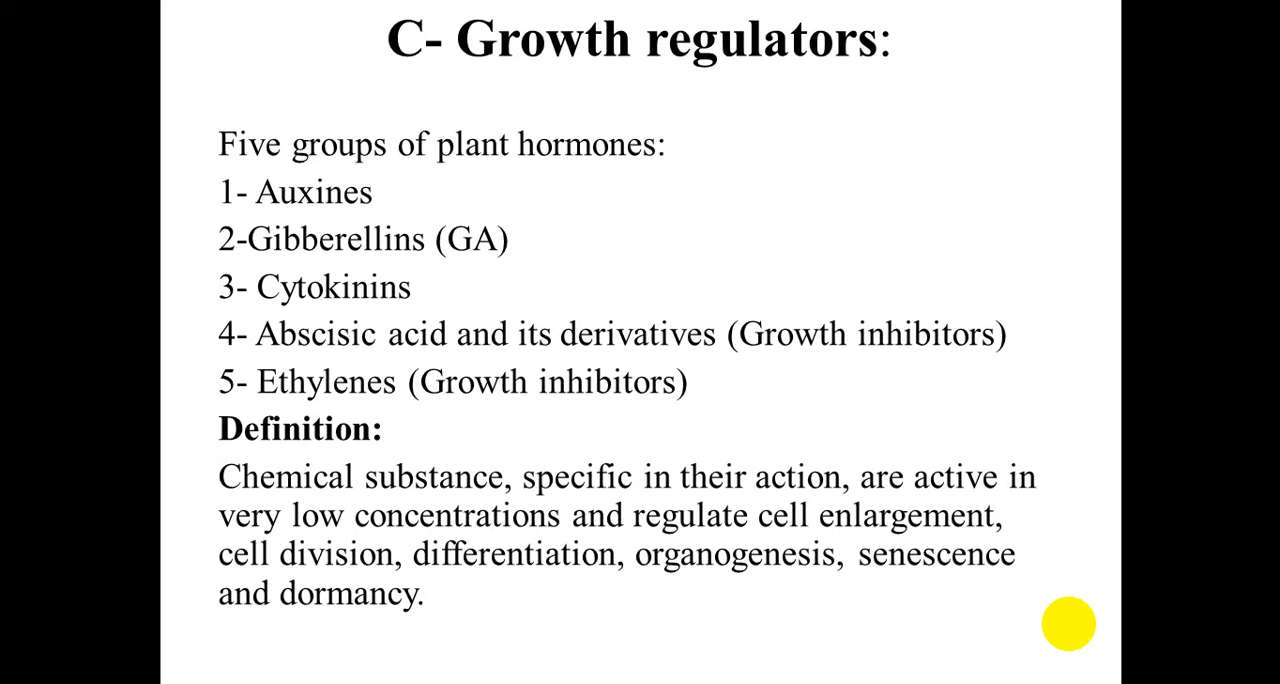 C- Growth regulators:
Five groups of plant hormones:
1- Auxines
2-Gibberellins (GA)
3- Cytokinins
4- Abscisic acid and its derivatives (Growth inhibitors)
5- Ethylenes (Growth inhibitors)
Definition:
Chemical substance, specific in their action, are active in
very low concentrations and regulate cell enlargement,
cell division, differentiation, organogenesis, senescence
and dormancy.